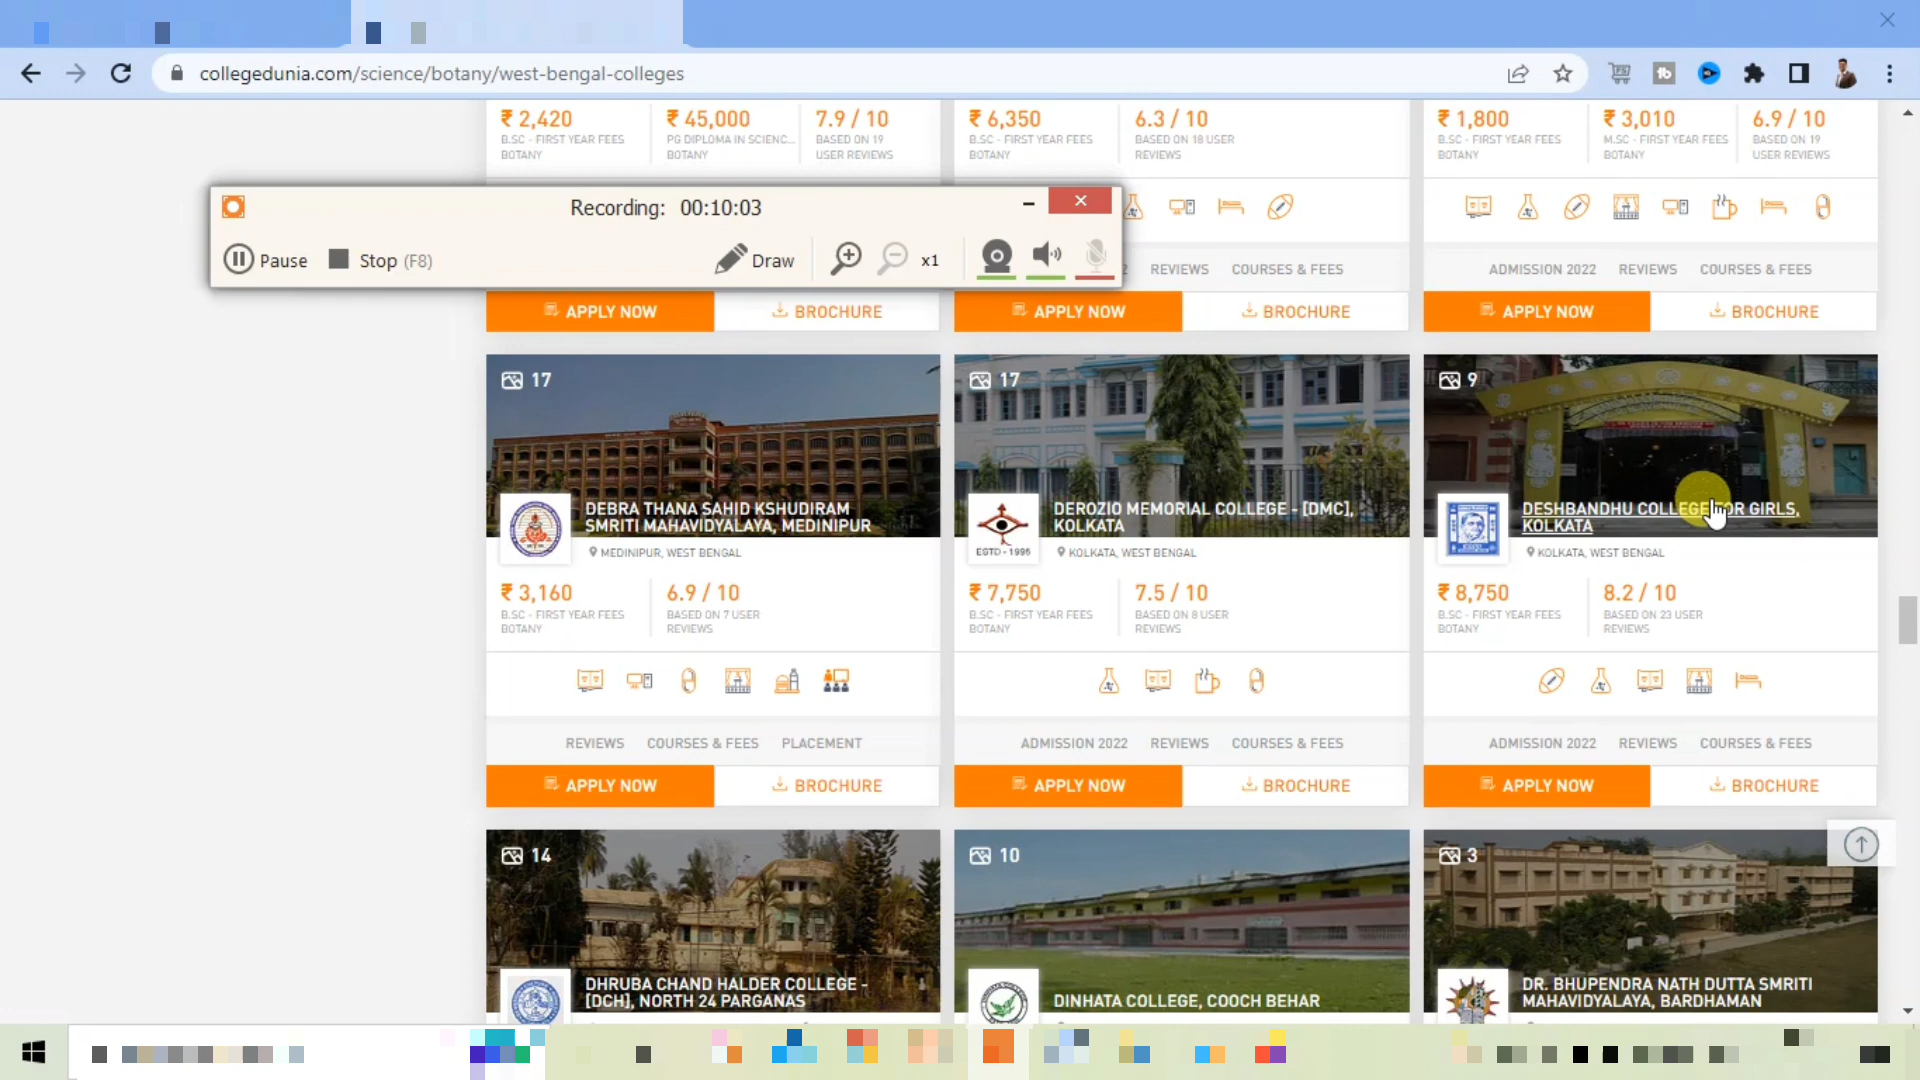 collegedunia.com/science/botany/west-bengal-colleges
₹ 2,420
B.SC - FIRST YEAR FEES
BOTANY
₹ 45,000
PG DIPLOMA IN SCIENC...
BOTANY
7.9 / 10
BASED ON 19
USER REVIEWS
₹ 6,350
B.SC - FIRST YEAR FEES
BOTANY
6.3 / 10
BASED ON 18 USER
REVIEWS
₹ 1,800
B.SC - FIRST YEAR FEES
BOTANY
₹ 3,010
M.SC - FIRST YEAR FEES
BOTANY
6.9 / 10
BASED ON 19
USER REVIEWS
Recording: 00:10:03
Pause
Stop (F8)
Draw
x1
2 REVIEWS COURSES & FEES
ADMISSION 2022 REVIEWS COURSES & FEES
APPLY NOW BROCHURE
APPLY NOW BROCHURE
APPLY NOW BROCHURE
17
DEBRA THANA SAHID KSHUDIRAM
SMRITI MAHAVIDYALAYA, MEDINIPUR
MEDINIPUR, WEST BENGAL
₹ 3,160
B.SC - FIRST YEAR FEES
BOTANY
6.9 / 10
BASED ON 7 USER
REVIEWS
REVIEWS COURSES & FEES PLACEMENT
APPLY NOW BROCHURE
17
ESTD - 1996
DEROZIO MEMORIAL COLLEGE - [DMC],
KOLKATA
KOLKATA, WEST BENGAL
₹ 7,750
B.SC - FIRST YEAR FEES
BOTANY
7.5 / 10
BASED ON 8 USER
REVIEWS
ADMISSION 2022 REVIEWS COURSES & FEES
APPLY NOW BROCHURE
9
DESHBANDHU COLLEGE FOR GIRLS,
KOLKATA
KOLKATA, WEST BENGAL
₹ 8,750
B.SC - FIRST YEAR FEES
BOTANY
8.2 / 10
BASED ON 23 USER
REVIEWS
ADMISSION 2022 REVIEWS COURSES & FEES
APPLY NOW BROCHURE
14
DHRUBA CHAND HALDER COLLEGE -
[DCH], NORTH 24 PARGANAS
10
DINHATA COLLEGE, COOCH BEHAR
3
DR. BHUPENDRA NATH DUTTA SMRITI
MAHAVIDYALAYA, BARDHAMAN